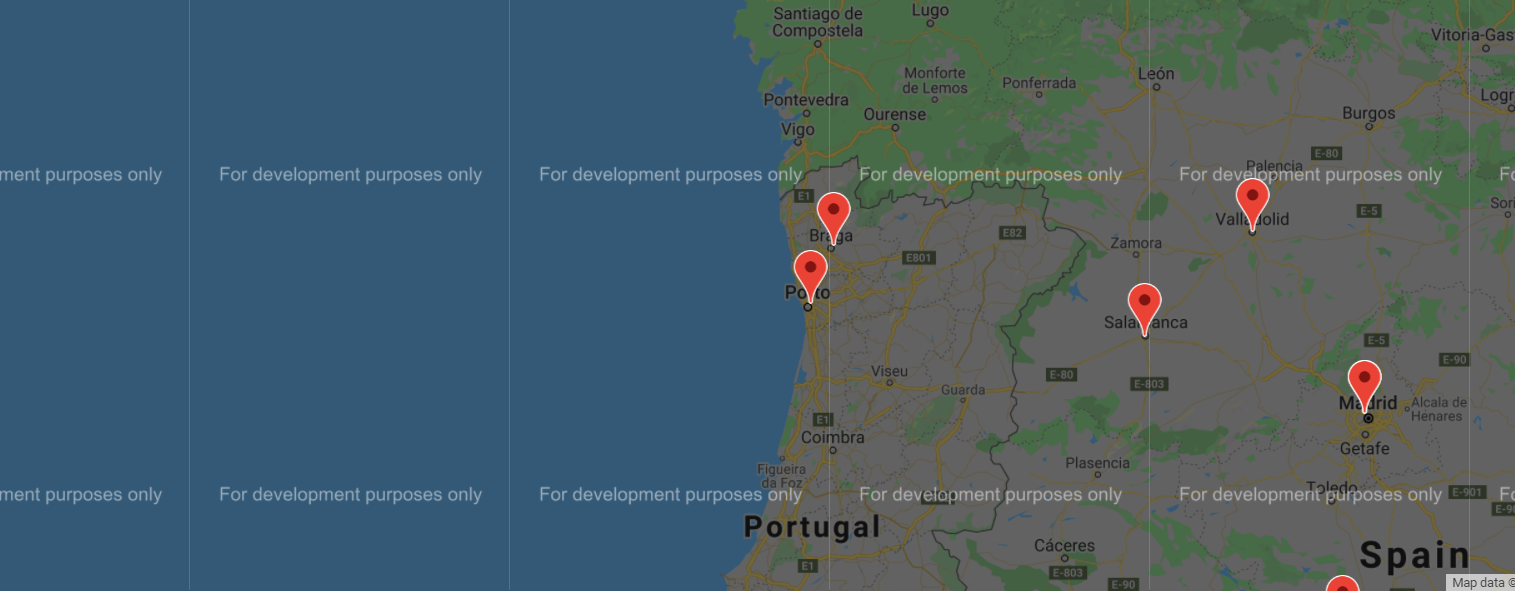 Santiago de
Compostela
Lugo
Vitoria-Gas
Monforte
de Lemos
Ponferrada
León
Pontevedra
Logr
Ourense
Burgos
Vigo
E-80
Palencia
ment purposes only
For development purposes only
For development purposes only
For development purposes only
For development purposes only
Fo
E1
Sori
E-5
Valladolid
E82
Braga
Zamora
E801
Porto
Salamanca
E-5
E-90
Viseu
E-80
E-803
Guarda
Madrid
Alcala de
Henares
E1
Coimbra
Getafe
Plasencia
Figueira
da Foz
Toledo
ment purposes only
For development purposes only
For development purposes only
For development purposes only
For development purposes only
E-901
Fo
E-90
Portugal
Cáceres
Spain
E1
E-803
E-90
Map data ©